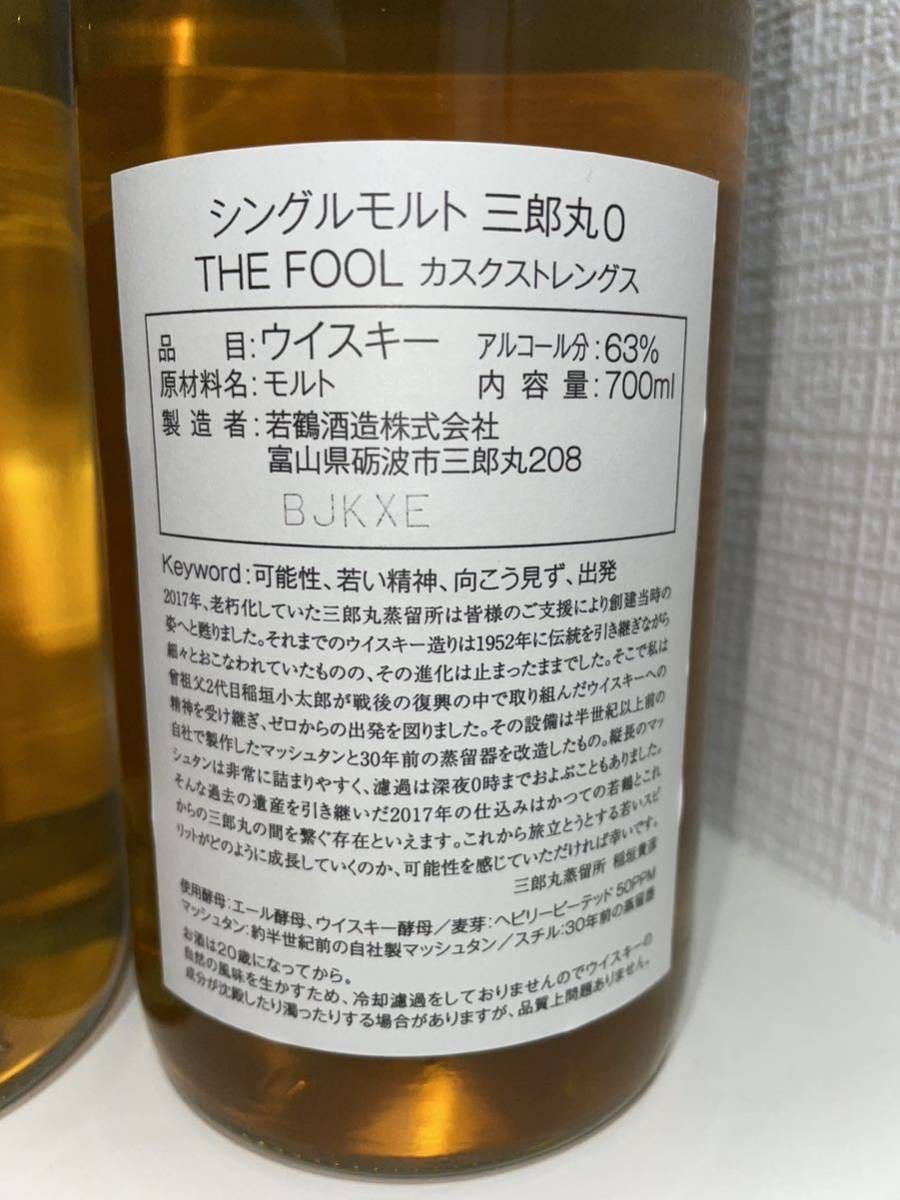 シングルモルト 三郎丸0
THE FOOL カスクストレングス
品 目:ウイスキー アルコール分:63%
原材料名:モルト 内容量:700ml
製造者:若鶴酒造株式会社
富山県砺波市三郎丸208
BJKXE
Keyword:可能性、若い精神、向こう見ず、出発
2017年、老朽化していた三郎丸蒸留所は皆様のご支援により創建当時の
姿へと甦りました。それまでのウイスキー造りは1952年に伝統を引き継ぎながら
細々とおこなわれていたものの、その進化は止まったままでした。そこで私は
曾祖父2代目稲垣小太郎が戦後の復興の中で取り組んだウイスキーへの
精神を受け継ぎ、ゼロからの出発を図りました。その設備は半世紀以上前の
自社で製作したマッシュタンと30年前の蒸留器を改造したもの。縦長のマッ
シュタンは非常に詰まりやすく、濾過は深夜0時までおよぶこともありました。
そんな過去の遺産を引き継いだ2017年の仕込みはかつての若鶴とこれ
からの三郎丸の間を繋ぐ存在といえます。これから旅立とうとする若いスピ
リットがどのように成長していくのか、可能性を感じていただければ幸いです。
三郎丸蒸留所 稲垣貴彦
使用酵母:エール酵母、ウイスキー酵母/麦芽:ヘビリーピーテッド 50PPM
マッシュタン:約半世紀前の自社製マッシュタン/スチル:30年前の蒸留器
お酒は20歳になってから。
自然の風味を生かすため、冷却濾過をしておりませんのでウイスキーの
成分が沈殿したり濁ったりする場合がありますが、品質上問題ありません。